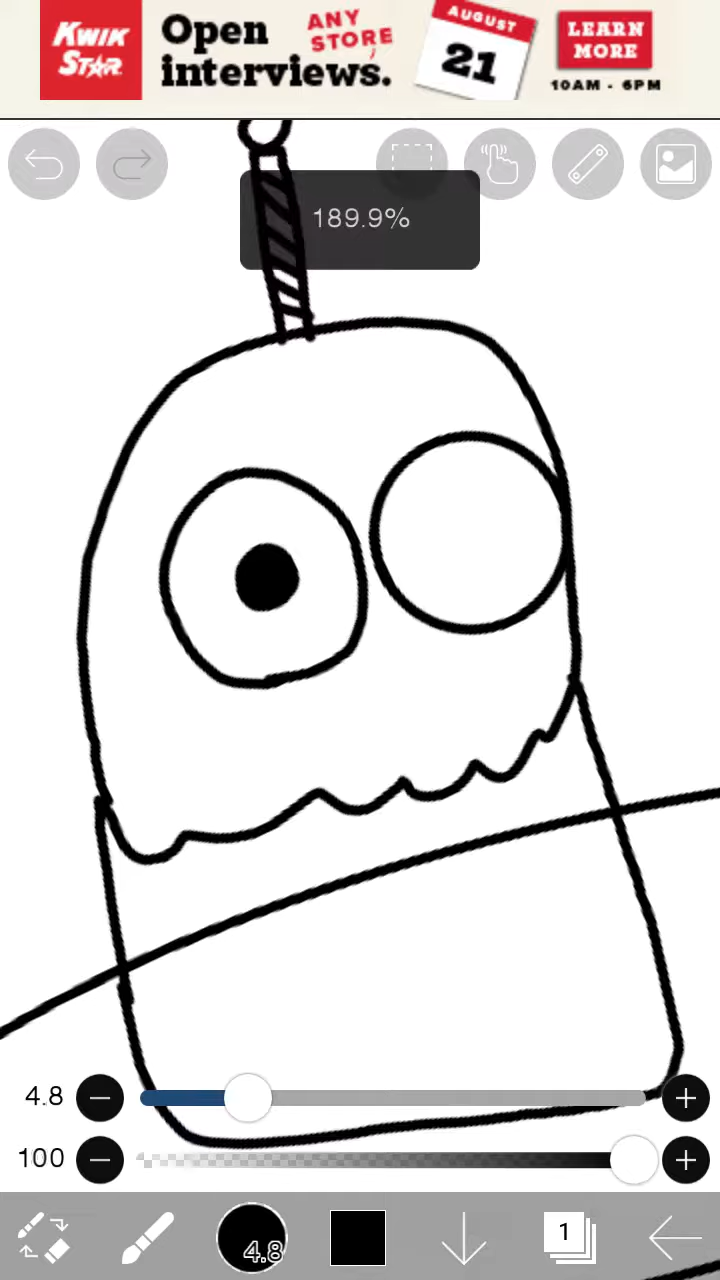 KWIK
STAR
Open
interviews.
ANY
STORE
AUGUST
21
LEARN
MORE
10AM - 6PM
189.9%
4.8
100
4.8
1